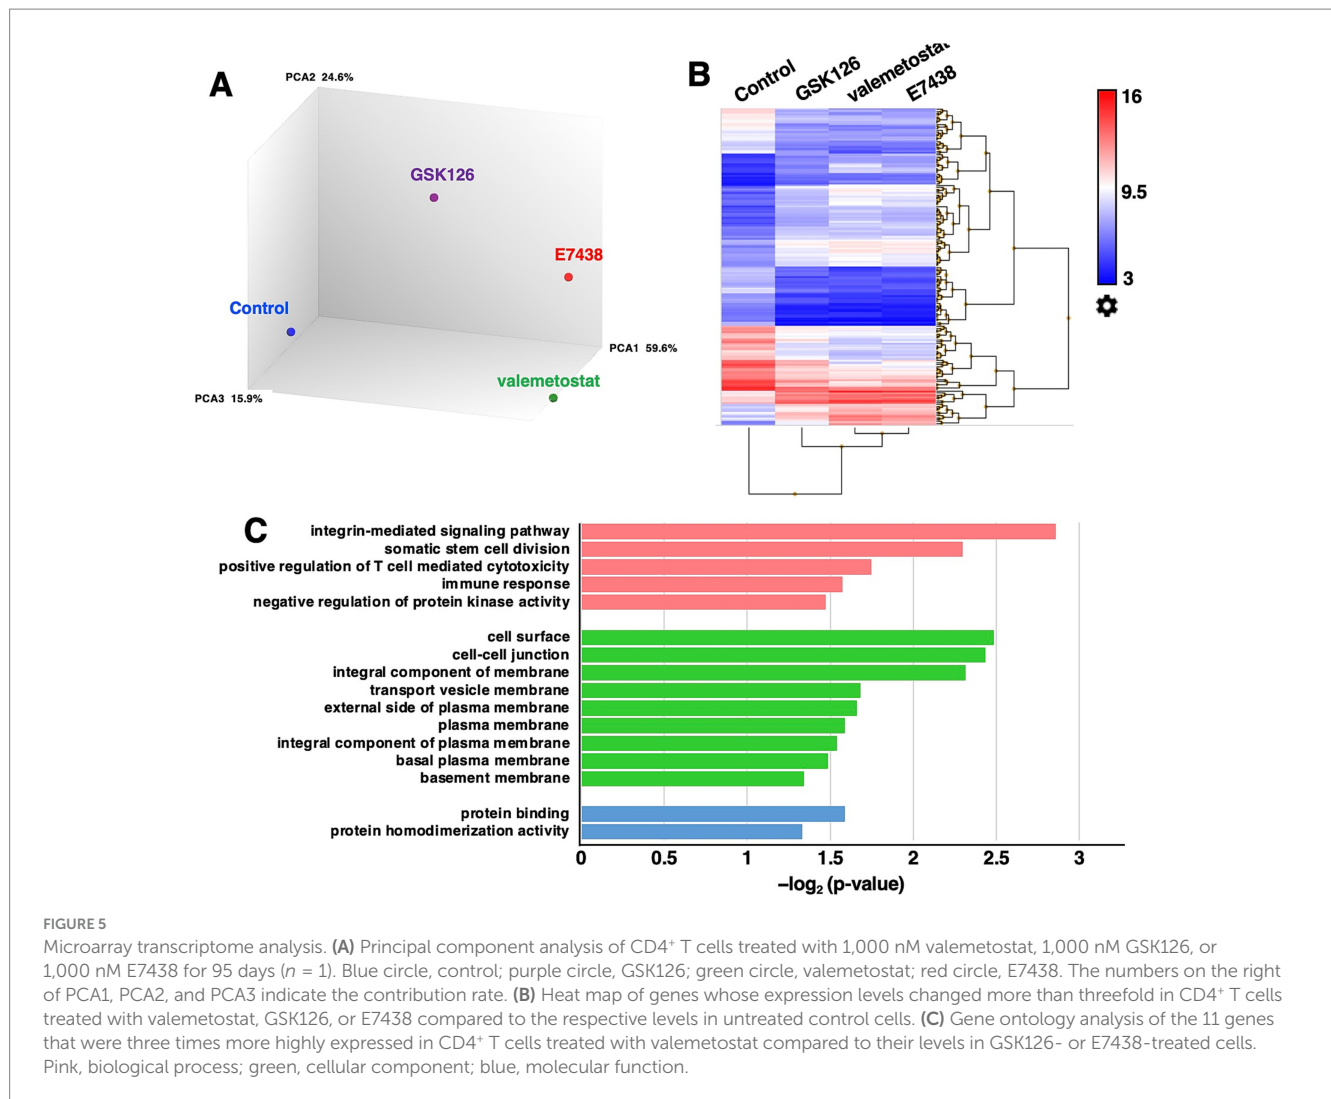 A
PCA2 24.6%
GSK126
E7438
Control
PCA1 59.6%
valemetostat
PCA3 15.9%
B
Control
GSK126
valemetostat
E7438
16
9.5
3
C
integrin-mediated signaling pathway
somatic stem cell division
positive regulation of T cell mediated cytotoxicity
immune response
negative regulation of protein kinase activity
cell surface
cell-cell junction
integral component of membrane
transport vesicle membrane
external side of plasma membrane
plasma membrane
integral component of plasma membrane
basal plasma membrane
basement membrane
protein binding
protein homodimerization activity
0 0.5 1 1.5 2 2.5 3
–log₂ (p-value)
FIGURE 5
Microarray transcriptome analysis. (A) Principal component analysis of CD4⁺ T cells treated with 1,000 nM valemetostat, 1,000 nM GSK126, or
1,000 nM E7438 for 95 days (n = 1). Blue circle, control; purple circle, GSK126; green circle, valemetostat; red circle, E7438. The numbers on the right
of PCA1, PCA2, and PCA3 indicate the contribution rate. (B) Heat map of genes whose expression levels changed more than threefold in CD4⁺ T cells
treated with valemetostat, GSK126, or E7438 compared to the respective levels in untreated control cells. (C) Gene ontology analysis of the 11 genes
that were three times more highly expressed in CD4⁺ T cells treated with valemetostat compared to their levels in GSK126- or E7438-treated cells.
Pink, biological process; green, cellular component; blue, molecular function.